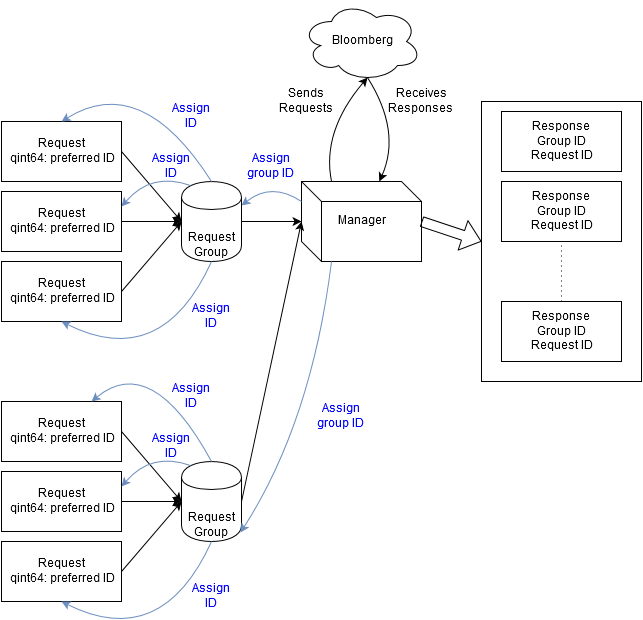 Bloomberg
Sends
Requests
Receives
Responses
Assign
ID
Request
qint64: preferred ID
Assign
ID
Request
qint64: preferred ID
Request
qint64: preferred ID
Request
Group
Assign
ID
Assign
group ID
Manager
Response
Group ID
Request ID
Response
Group ID
Request ID
Response
Group ID
Request ID
Assign
group ID
Assign
ID
Request
qint64: preferred ID
Assign
ID
Request
qint64: preferred ID
Request
qint64: preferred ID
Request
Group
Assign
ID